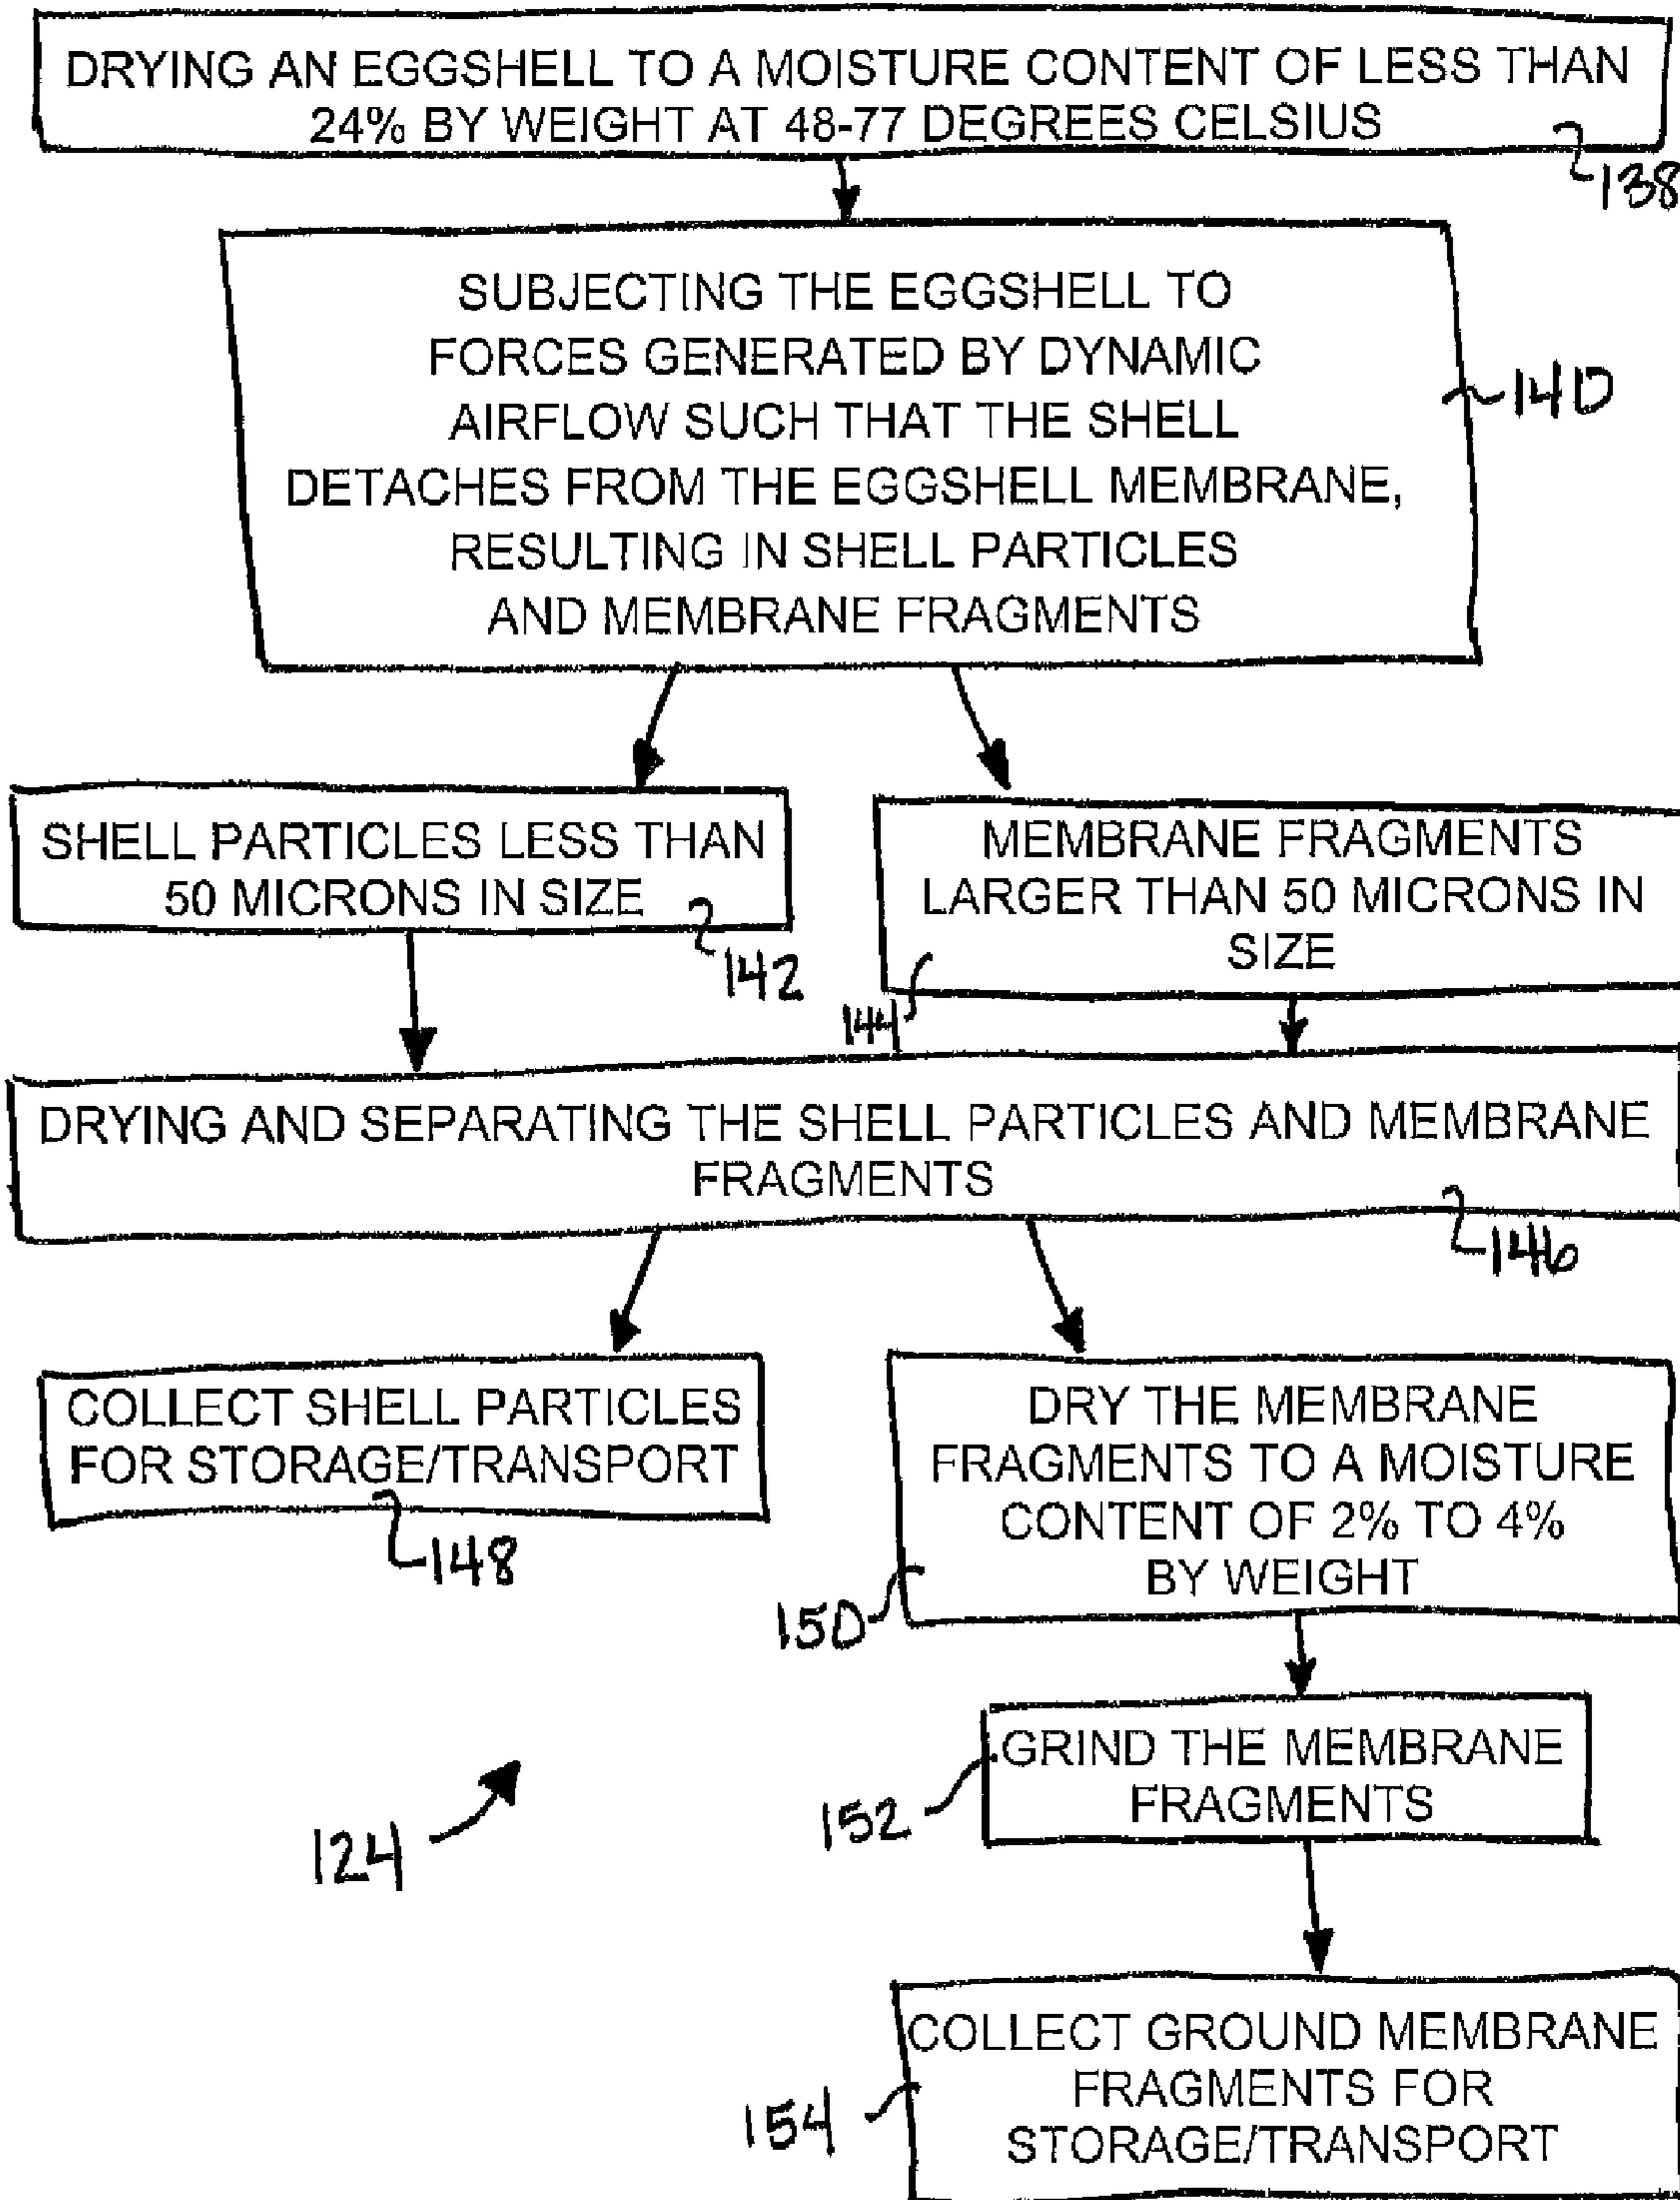 DRYING AN EGGSHELL TO A MOISTURE CONTENT OF LESS THAN
24% BY WEIGHT AT 48-77 DEGREES CELSIUS
138
SUBJECTING THE EGGSHELL TO
FORCES GENERATED BY DYNAMIC
AIRFLOW SUCH THAT THE SHELL
DETACHES FROM THE EGGSHELL MEMBRANE,
RESULTING IN SHELL PARTICLES
AND MEMBRANE FRAGMENTS
140
SHELL PARTICLES LESS THAN
50 MICRONS IN SIZE
142
MEMBRANE FRAGMENTS
LARGER THAN 50 MICRONS IN
SIZE
144
DRYING AND SEPARATING THE SHELL PARTICLES AND MEMBRANE
FRAGMENTS
146
COLLECT SHELL PARTICLES
FOR STORAGE/TRANSPORT
148
DRY THE MEMBRANE
FRAGMENTS TO A MOISTURE
CONTENT OF 2% TO 4%
BY WEIGHT
150
GRIND THE MEMBRANE
FRAGMENTS
152
124
COLLECT GROUND MEMBRANE
FRAGMENTS FOR
STORAGE/TRANSPORT
154